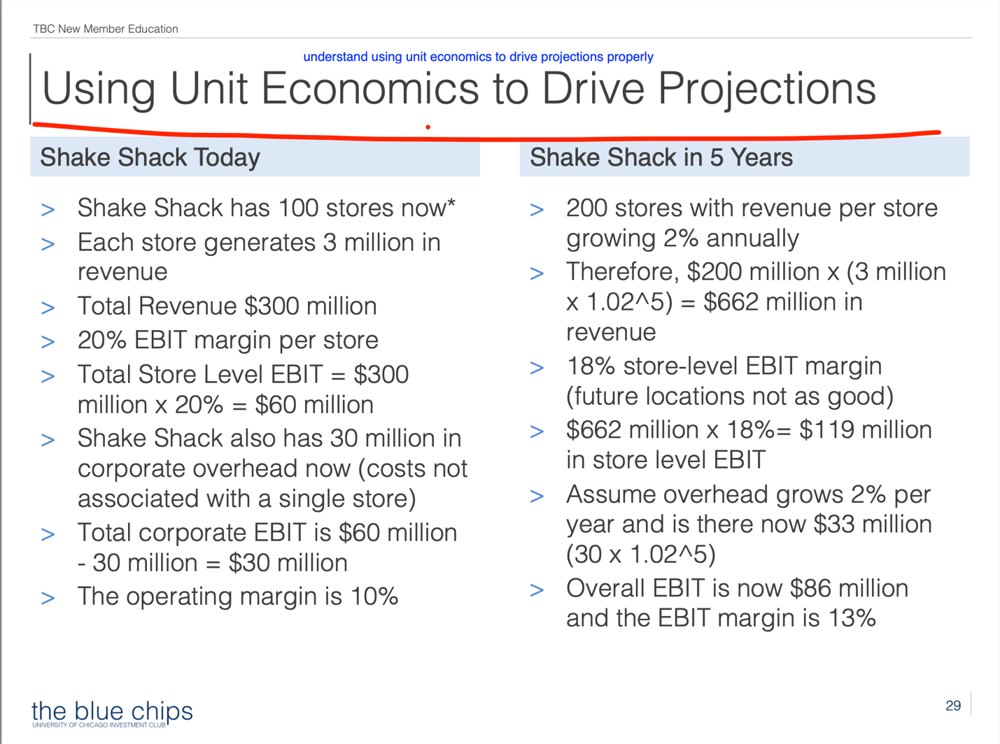 TBC New Member Education
understand using unit economics to drive projections properly
Using Unit Economics to Drive Projections
Shake Shack Today
> Shake Shack has 100 stores now*
> Each store generates 3 million in
revenue
> Total Revenue $300 million
> 20% EBIT margin per store
> Total Store Level EBIT = $300
million x 20% = $60 million
> Shake Shack also has 30 million in
corporate overhead now (costs not
associated with a single store)
> Total corporate EBIT is $60 million
- 30 million = $30 million
> The operating margin is 10%
Shake Shack in 5 Years
> 200 stores with revenue per store
growing 2% annually
> Therefore, $200 million x (3 million
x 1.02^5) = $662 million in
revenue
> 18% store-level EBIT margin
(future locations not as good)
> $662 million x 18%= $119 million
in store level EBIT
> Assume overhead grows 2% per
year and is there now $33 million
(30 x 1.02^5)
> Overall EBIT is now $86 million
and the EBIT margin is 13%
the blue chips
UNIVERSITY OF CHICAGO INVESTMENT CLUB
29